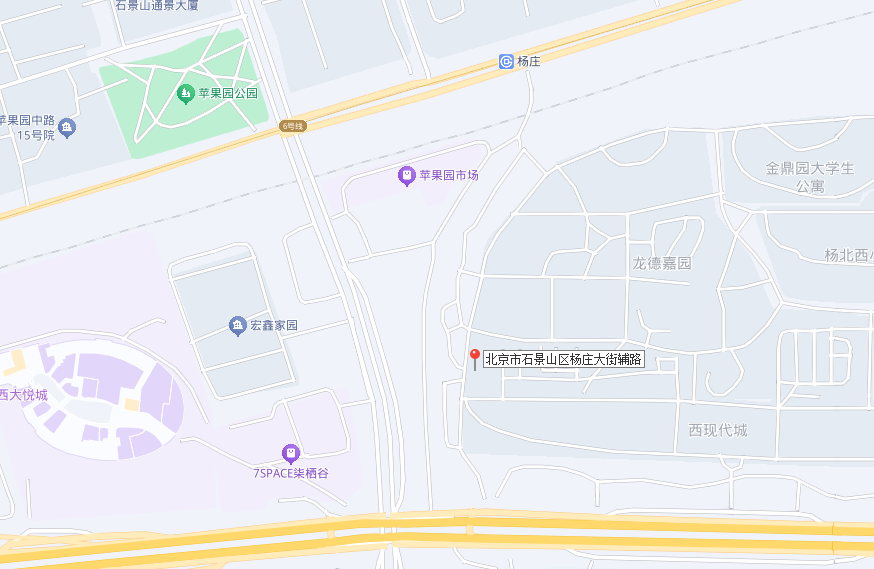 石景山通景大厦
杨庄
苹果园公园
苹果园中路
15号院
6号线
苹果园市场
金鼎园大学生
公寓
杨北西小
龙德嘉园
宏鑫家园
北京市石景山区杨庄大街辅路
西大悦城
西现代城
7SPACE柒栖谷